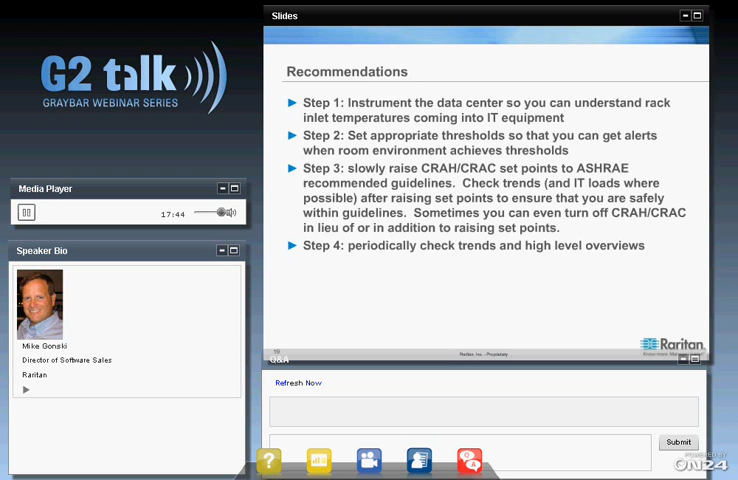 G2 talk
GRAYBAR WEBINAR SERIES
Media Player
17:44
Speaker Bio
Mike Gonski
Director of Software Sales
Raritan
Slides
Recommendations
Step 1: Instrument the data center so you can understand rack
inlet temperatures coming into IT equipment
Step 2: Set appropriate thresholds so that you can get alerts
when room environment achieves thresholds
Step 3: slowly raise CRAH/CRAC set points to ASHRAE
recommended guidelines. Check trends (and IT loads where
possible) after raising set points to ensure that you are safely
within guidelines. Sometimes you can even turn off CRAH/CRAC
in lieu of or in addition to raising set points.
Step 4: periodically check trends and high level overviews
Raritan, Inc. - Proprietary
Raritan.
Q&A
Refresh Now
Submit
?
Q
A
POWERED BY
ON24